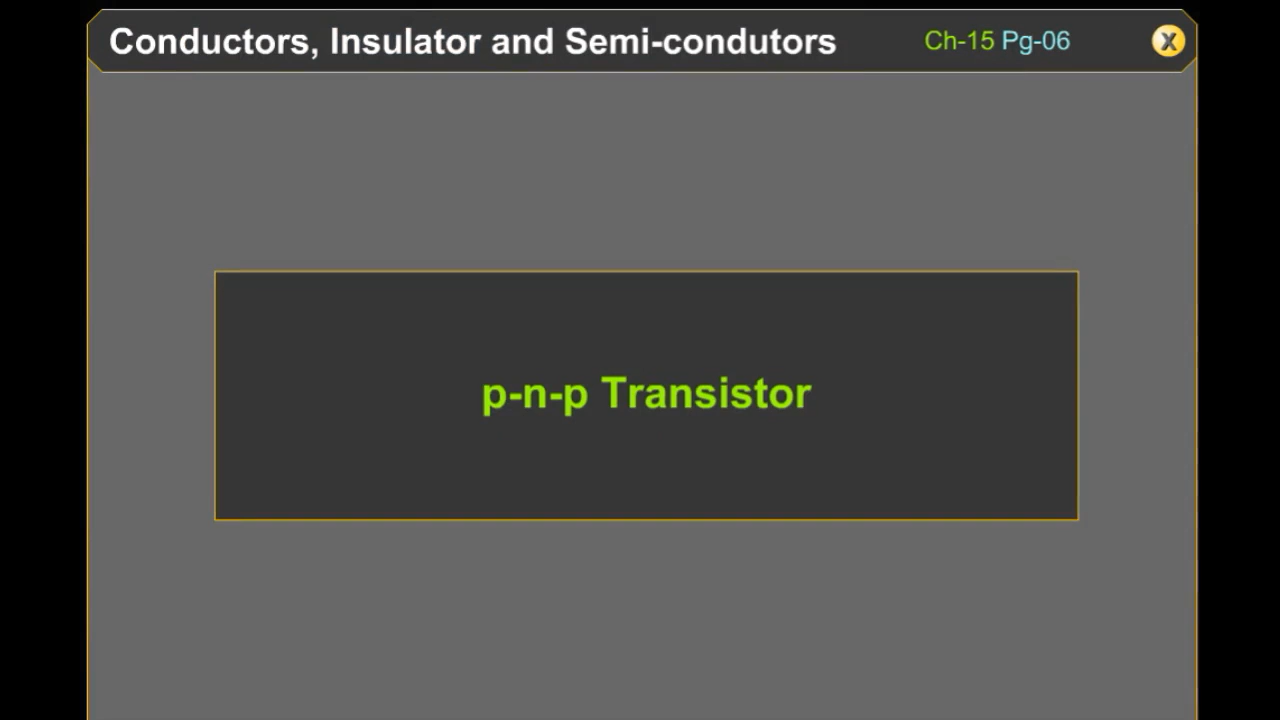 Conductors, Insulator and Semi-condutors Ch-15 Pg-06 X
p-n-p Transistor